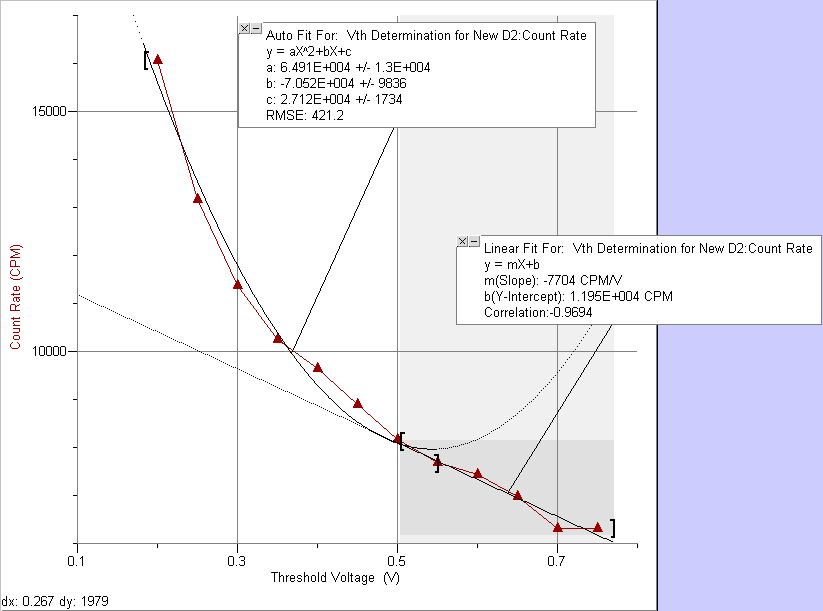 Auto Fit For: Vth Determination for New D2:Count Rate
y = aX^2+bX+c
a: 6.491E+004 +/- 1.3E+004
b: -7.052E+004 +/- 9836
c: 2.712E+004 +/- 1734
RMSE: 421.2
15000
Linear Fit For: Vth Determination for New D2:Count Rate
y = mX+b
m(Slope): -7704 CPM/V
b(Y-Intercept): 1.195E+004 CPM
Correlation:-0.9694
Count Rate (CPM)
10000
0.1 0.3 0.5 0.7
Threshold Voltage (V)
dx: 0.267 dy: 1979